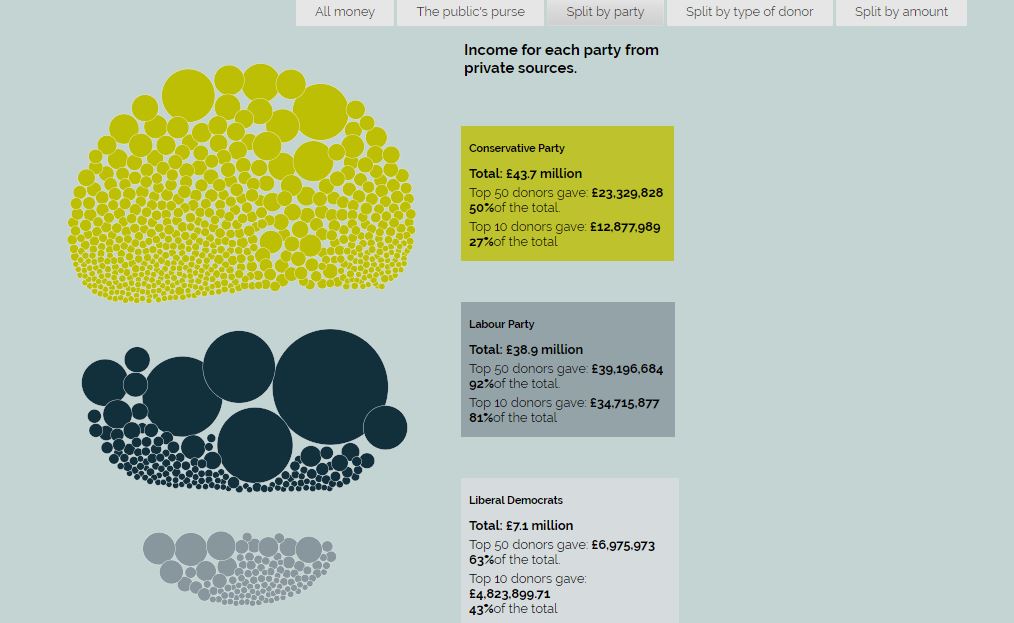 All money
The public's purse
Split by party
Split by type of donor
Split by amount
Income for each party from
private sources.
Conservative Party
Total: £43.7 million
Top 50 donors gave: £23,329,828
50%of the total.
Top 10 donors gave: £12,877,989
27%of the total
Labour Party
Total: £38.9 million
Top 50 donors gave: £39,196,684
92%of the total.
Top 10 donors gave: £34,715,877
81%of the total
Liberal Democrats
Total: £7.1 million
Top 50 donors gave: £6,975,973
63%of the total.
Top 10 donors gave:
£4,823,899.71
43%of the total